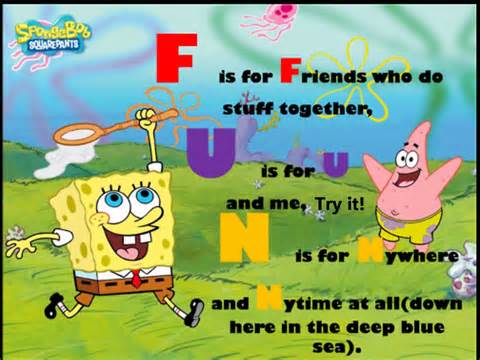 SpongeBob
SQUAREPANTS
F is for Friends who do
stuff together,
U is for U
and me, Try it!
N is for Nywhere
and Nytime at all(down
here in the deep blue
sea).